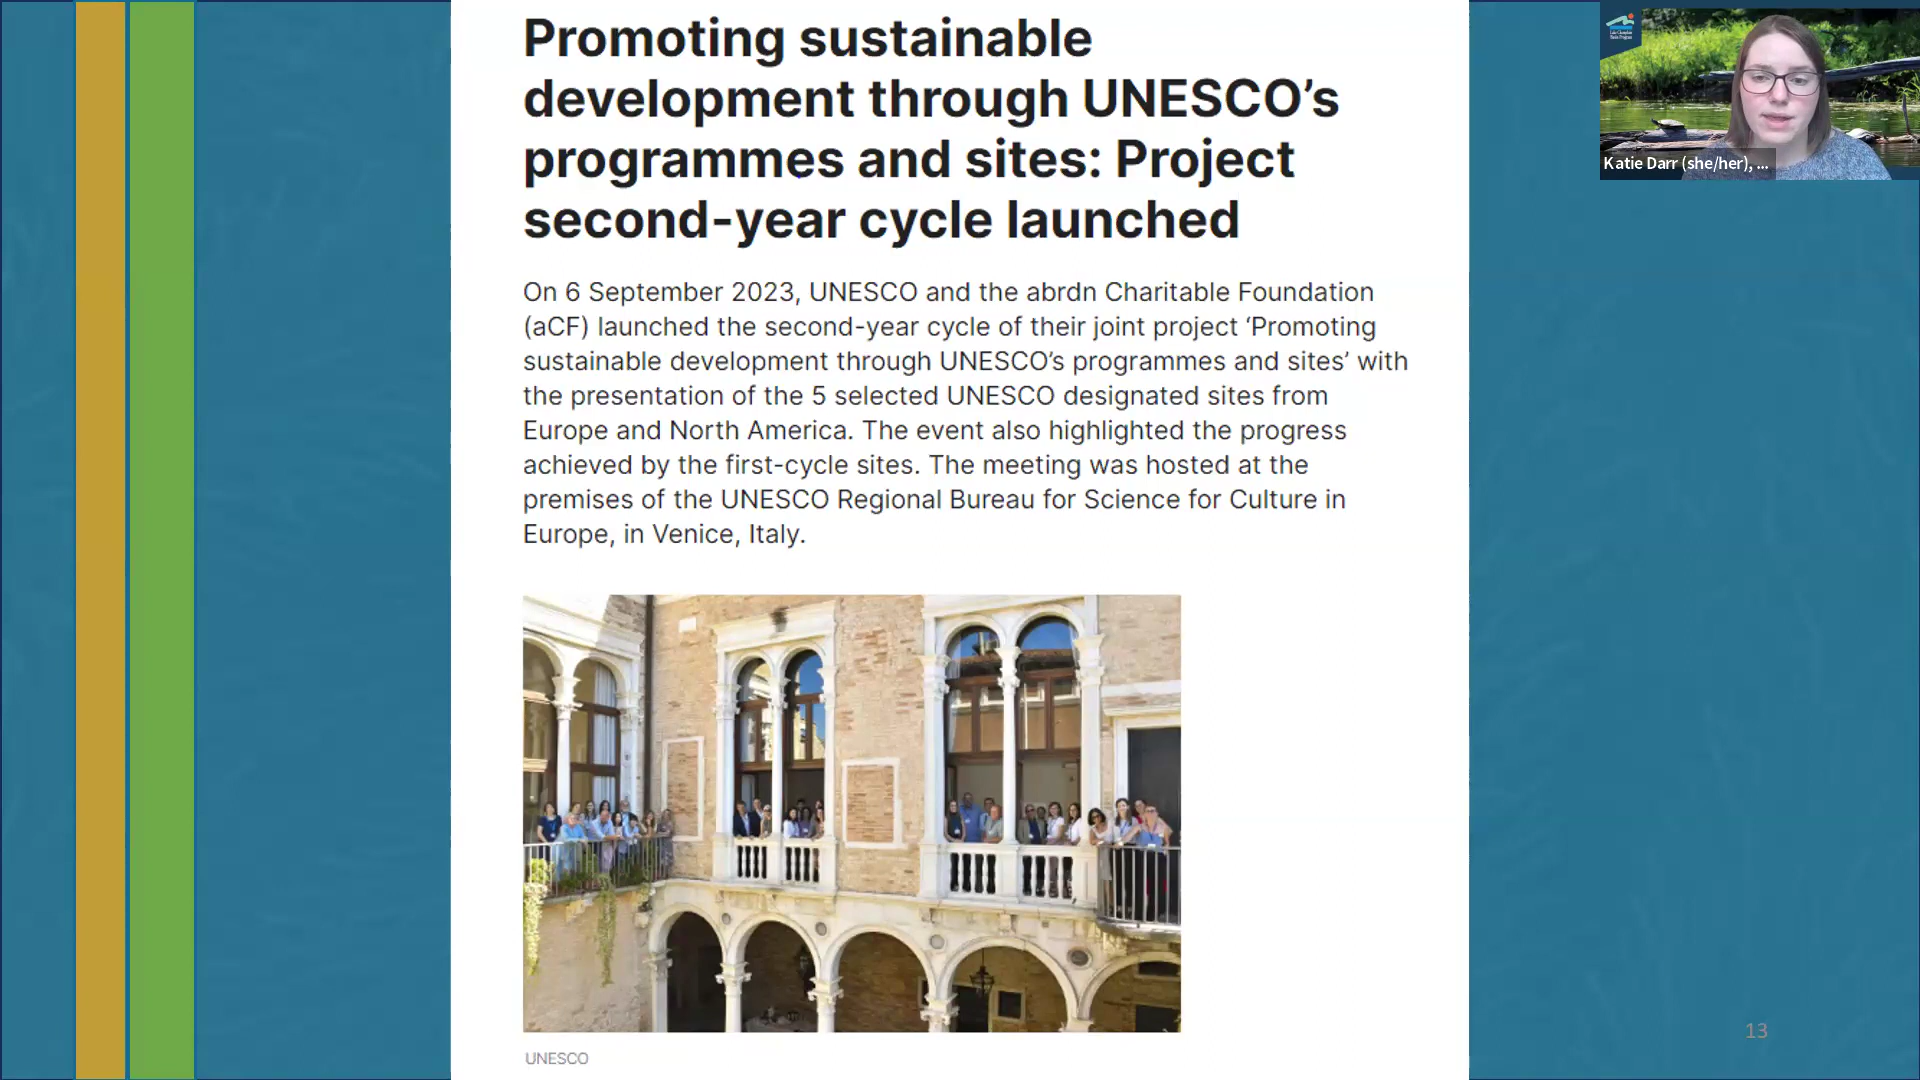 Promoting sustainable
development through UNESCO’s
programmes and sites: Project
second-year cycle launched
On 6 September 2023, UNESCO and the abrdn Charitable Foundation
(aCF) launched the second-year cycle of their joint project ‘Promoting
sustainable development through UNESCO’s programmes and sites’ with
the presentation of the 5 selected UNESCO designated sites from
Europe and North America. The event also highlighted the progress
achieved by the first-cycle sites. The meeting was hosted at the
premises of the UNESCO Regional Bureau for Science for Culture in
Europe, in Venice, Italy.
UNESCO
13
Katie Darr (she/her), ...